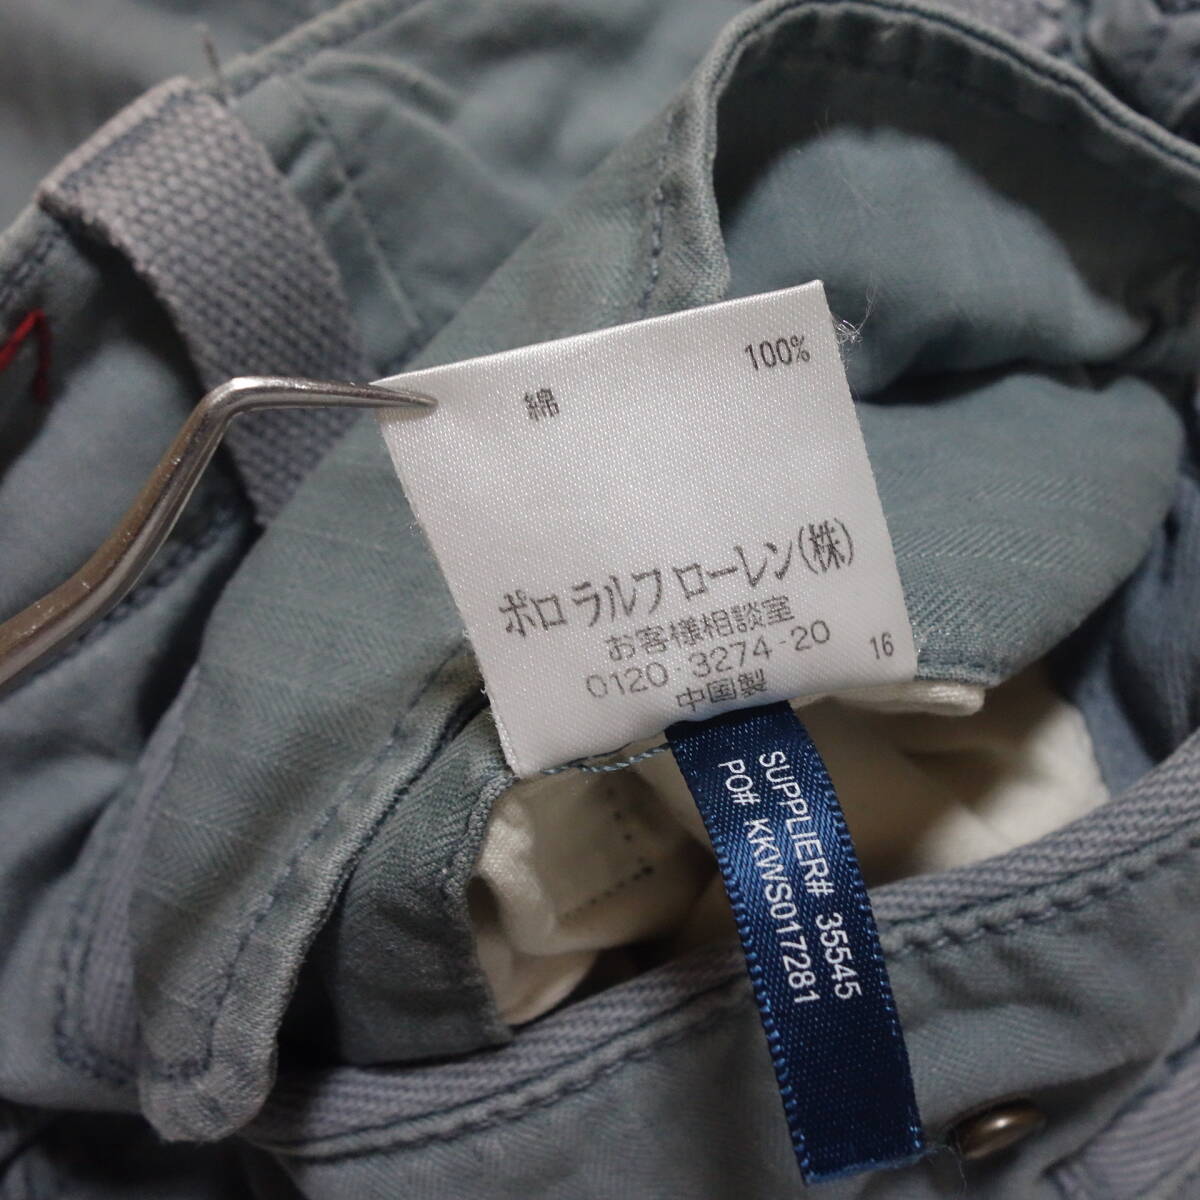 綿 100%
ポロ ラルフ ローレン(株)
お客様相談室
0120-3274-20
中国製
16
SUPPLIER# 35545
PO# KKWS017281